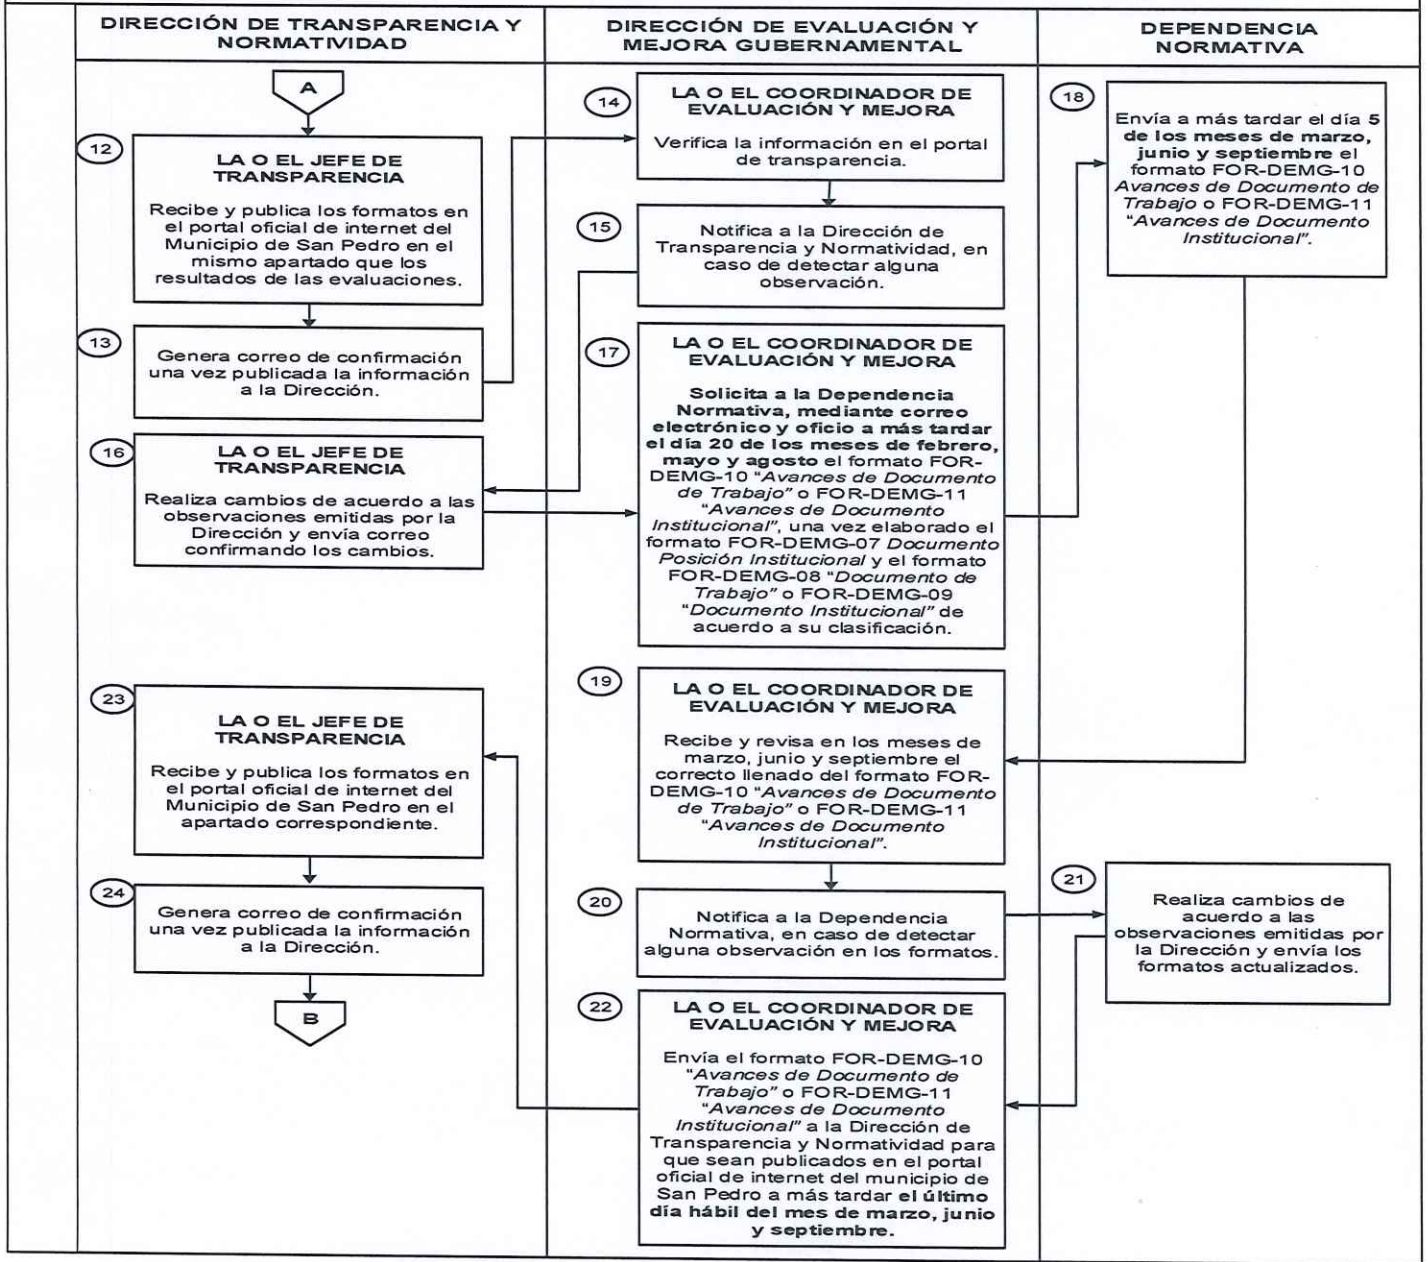 DIRECCIÓN DE TRANSPARENCIA Y
NORMATIVIDAD
DIRECCIÓN DE EVALUACIÓN Y
MEJORA GUBERNAMENTAL
DEPENDENCIA
NORMATIVA
A
12
LA O EL JEFE DE
TRANSPARENCIA
Recibe y publica los formatos en
el portal oficial de internet del
Municipio de San Pedro en el
mismo apartado que los
resultados de las evaluaciones.
13
Genera correo de confirmación
una vez publicada la información
a la Dirección.
14
LA O EL COORDINADOR DE
EVALUACIÓN Y MEJORA
Verifica la información en el portal
de transparencia.
15
Notifica a la Dirección de
Transparencia y Normatividad, en
caso de detectar alguna
observación.
16
LA O EL JEFE DE
TRANSPARENCIA
Realiza cambios de acuerdo a las
observaciones emitidas por la
Dirección y envía correo
confirmando los cambios.
17
LA O EL COORDINADOR DE
EVALUACIÓN Y MEJORA
Solicita a la Dependencia
Normativa, mediante correo
electrónico y oficio a más tardar
el día 20 de los meses de febrero,
mayo y agosto el formato FOR-
DEMG-10 "Avances de Documento
de Trabajo" o FOR-DEMG-11
"Avances de Documento
Institucional", una vez elaborado el
formato FOR-DEMG-07 Documento
Posición Institucional y el formato
FOR-DEMG-08 "Documento de
Trabajo" o FOR-DEMG-09
"Documento Institucional" de
acuerdo a su clasificación.
18
Envía a más tardar el día 5
de los meses de marzo,
junio y septiembre el
formato FOR-DEMG-10
Avances de Documento de
Trabajo o FOR-DEMG-11
"Avances de Documento
Institucional".
19
LA O EL COORDINADOR DE
EVALUACIÓN Y MEJORA
Recibe y revisa en los meses de
marzo, junio y septiembre el
correcto llenado del formato FOR-
DEMG-10 "Avances de Documento
de Trabajo" o FOR-DEMG-11
"Avances de Documento
Institucional".
20
Notifica a la Dependencia
Normativa, en caso de detectar
alguna observación en los formatos.
21
Realiza cambios de
acuerdo a las
observaciones emitidas por
la Dirección y envía los
formatos actualizados.
22
LA O EL COORDINADOR DE
EVALUACIÓN Y MEJORA
Envía el formato FOR-DEMG-10
"Avances de Documento de
Trabajo" o FOR-DEMG-11
"Avances de Documento
Institucional" a la Dirección de
Transparencia y Normatividad para
que sean publicados en el portal
oficial de internet del municipio de
San Pedro a más tardar el último
día hábil del mes de marzo, junio
y septiembre.
23
LA O EL JEFE DE
TRANSPARENCIA
Recibe y publica los formatos en
el portal oficial de internet del
Municipio de San Pedro en el
apartado correspondiente.
24
Genera correo de confirmación
una vez publicada la información
a la Dirección.
B